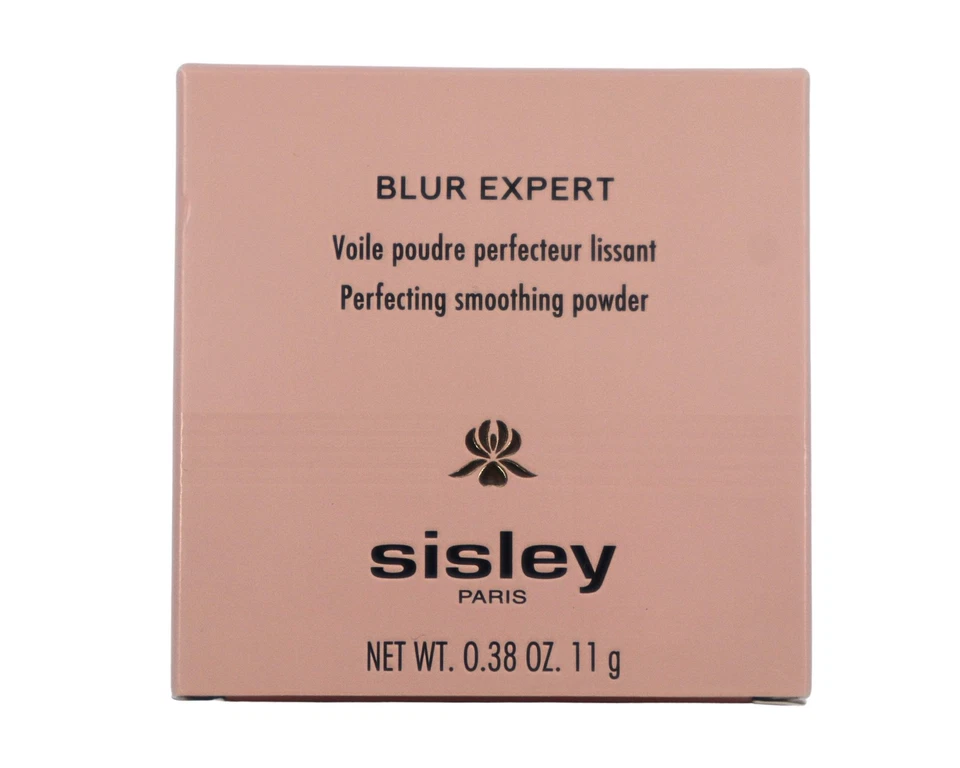 BLUR EXPERT
Voile poudre perfecteur lissant
Perfecting smoothing powder
sisley
PARIS
NET WT. 0.38 OZ. 11 g